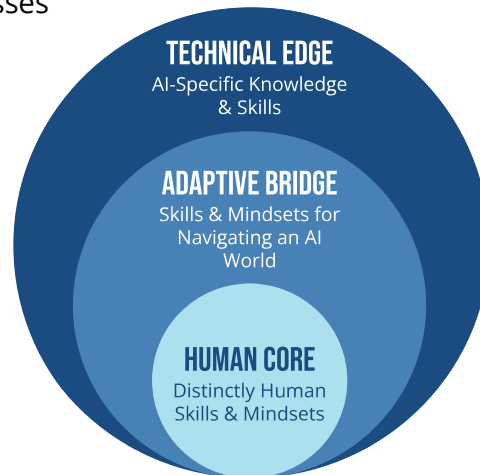 TECHNICAL EDGE
AI-Specific Knowledge
& Skills
ADAPTIVE BRIDGE
Skills & Mindsets for
Navigating an AI
World
HUMAN CORE
Distinctly Human
Skills & Mindsets